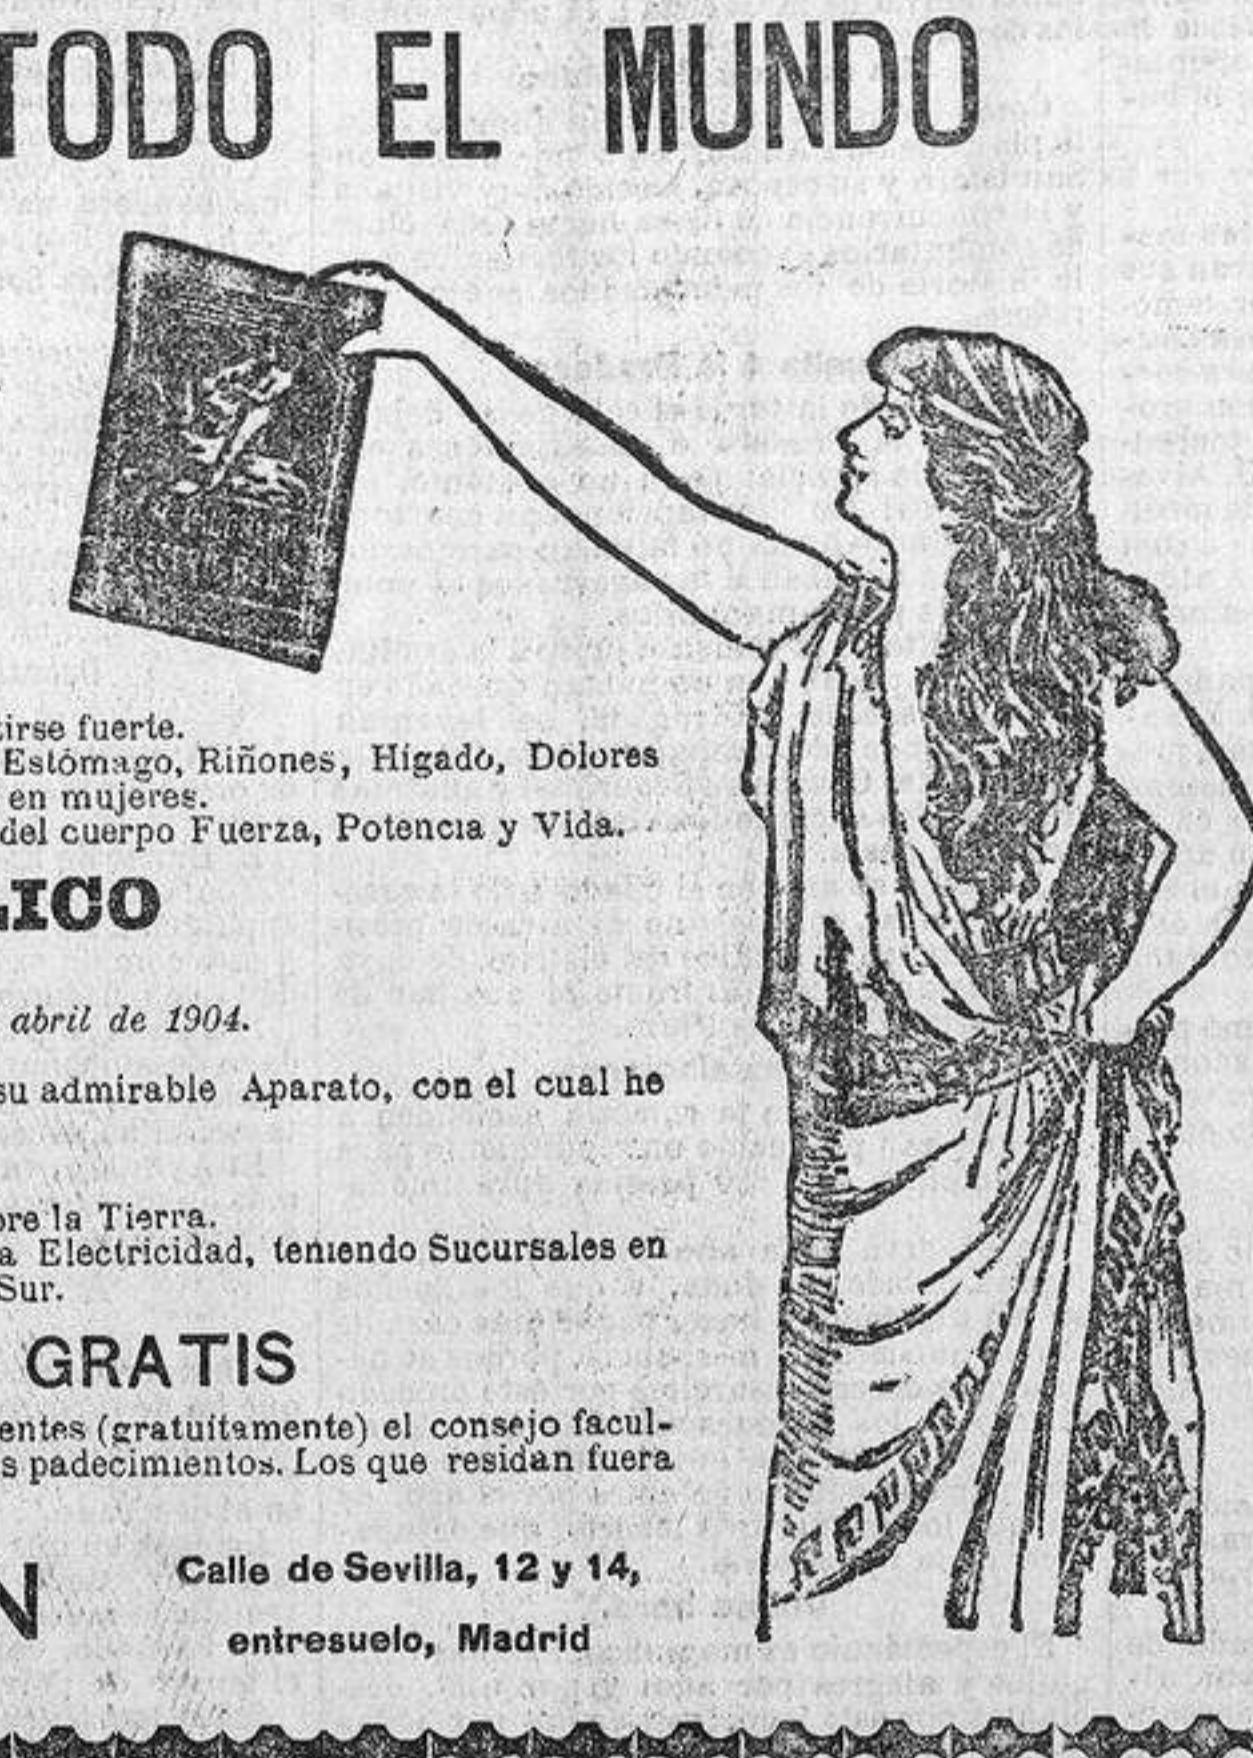 TODO EL MUNDO
tirse fuerte.
Estómago, Riñones, Hígado, Dolores
en mujeres.
del cuerpo Fuerza, Potencia y Vida.
LICO
abril de 1904.
su admirable Aparato, con el cual he
bre la Tierra.
a Electricidad, teniendo Sucursales en
Sur.
GRATIS
entes (gratuitamente) el consejo facul-
s padecimientos. Los que residan fuera
N
Calle de Sevilla, 12 y 14,
entresuelo, Madrid